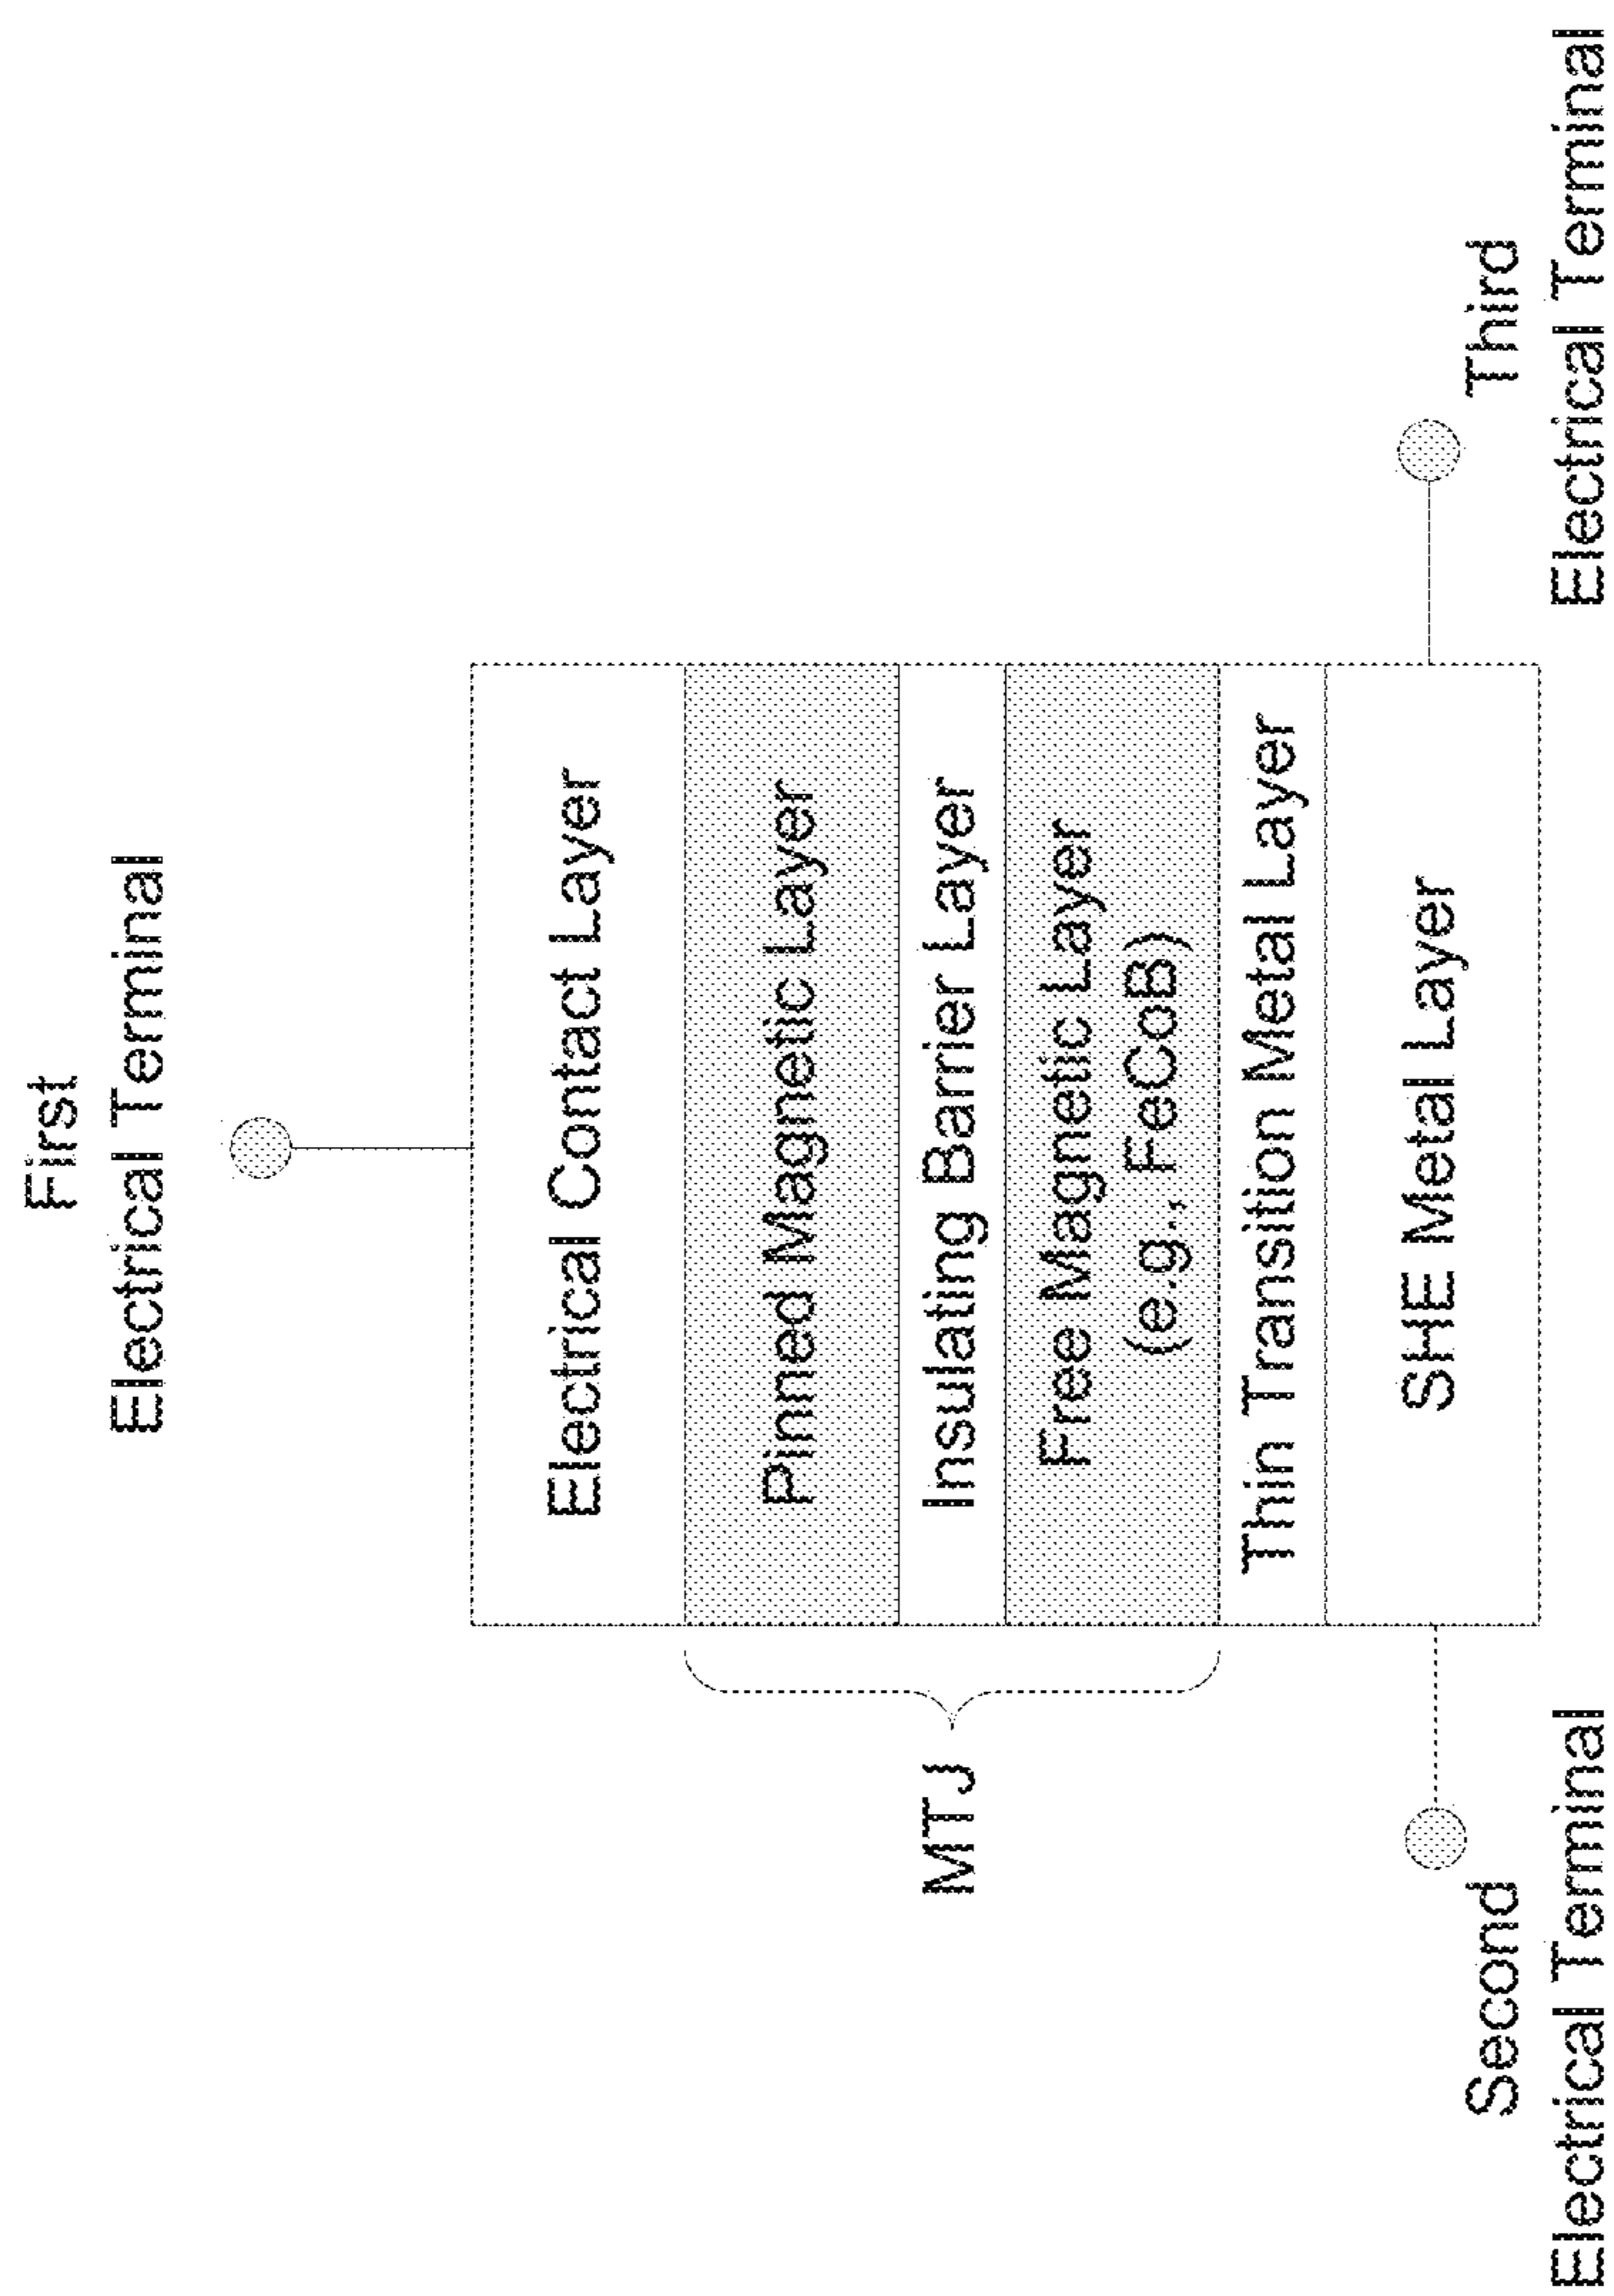 First
Electrical Terminal
Electrical Contact Layer
Pinned Magnetic Layer
Insulating Barrier Layer
Free Magnetic Layer
(e.g., FeCoB)
Thin Transition Metal Layer
SHE Metal Layer
MTJ
Second
Electrical Terminal
Third
Electrical Terminal